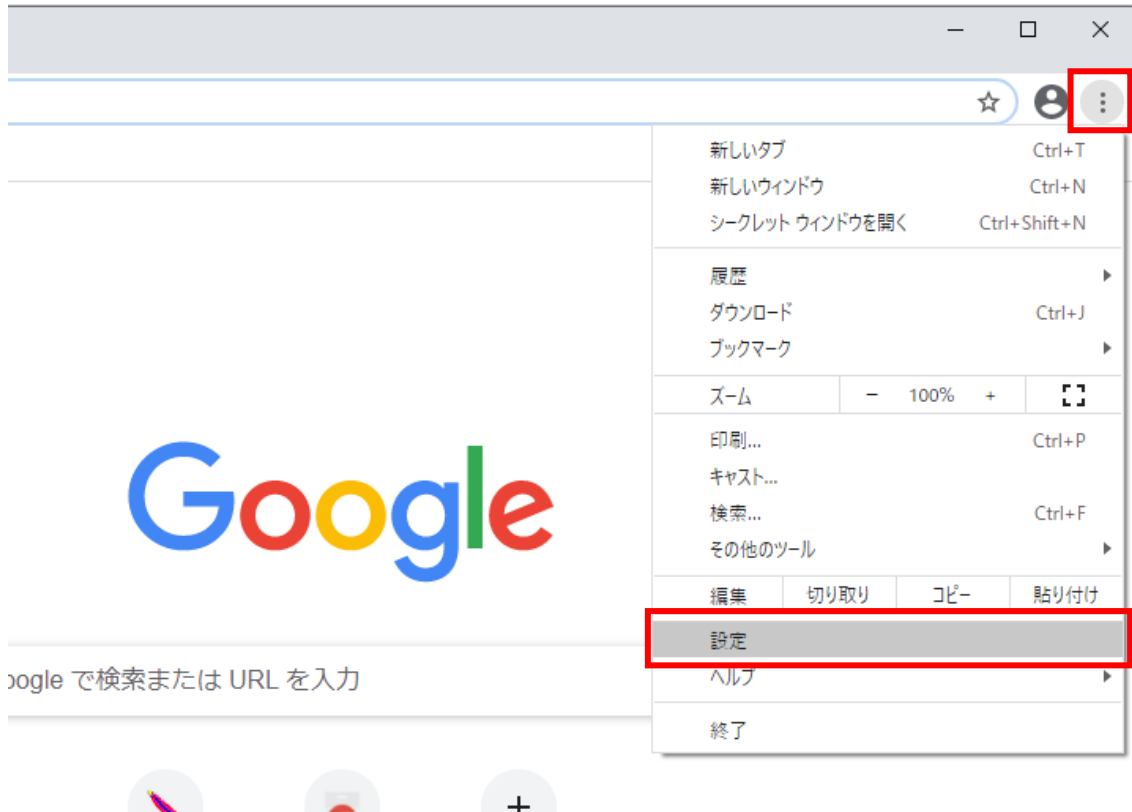 新しいタブ Ctrl+T
新しいウィンドウ Ctrl+N
シークレット ウィンドウを開く Ctrl+Shift+N
履歴
ダウンロード Ctrl+J
ブックマーク
ズーム − 100% +
印刷... Ctrl+P
キャスト...
検索... Ctrl+F
その他のツール
編集 切り取り コピー 貼り付け
設定
ヘルプ
終了
Google
oogle で検索または URL を入力